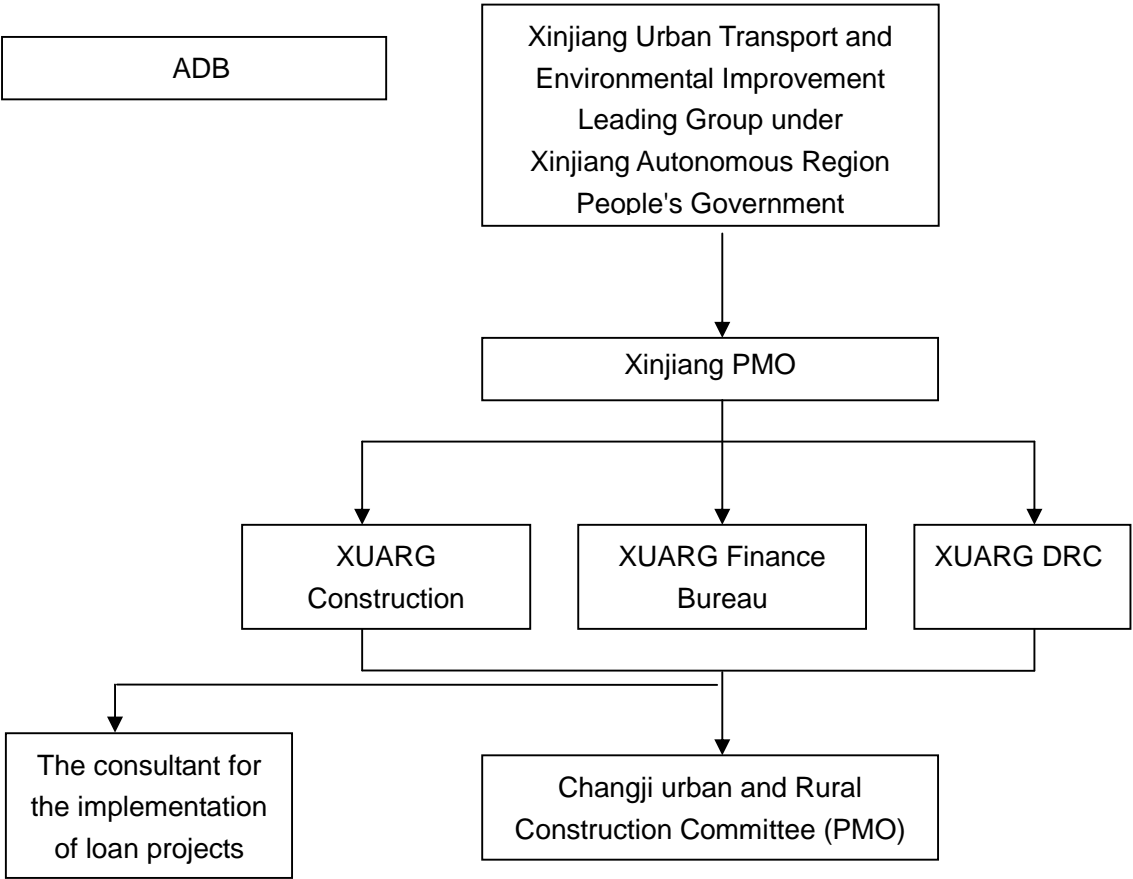 ADB
Xinjiang Urban Transport and
Environmental Improvement
Leading Group under
Xinjiang Autonomous Region
People's Government
Xinjiang PMO
XUARG
Construction
XUARG Finance
Bureau
XUARG DRC
The consultant for
the implementation
of loan projects
Changji urban and Rural
Construction Committee (PMO)